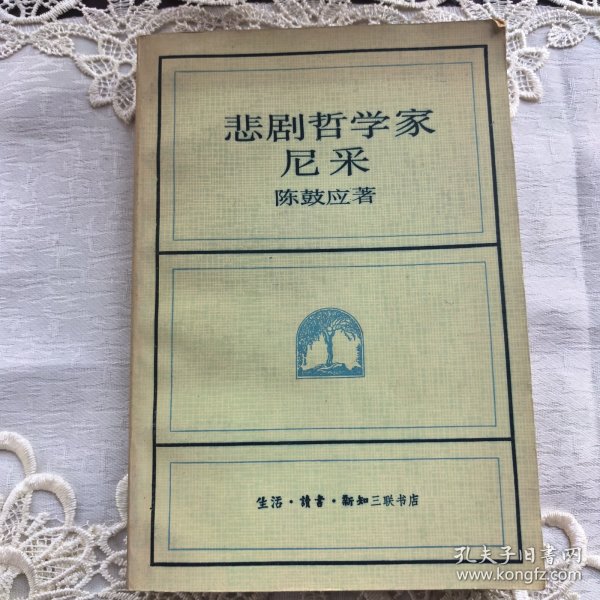 悲剧哲学家
尼采
陈鼓应著
生活·讀書·新知三联书店
孔夫子旧書网
www.kongfz.com